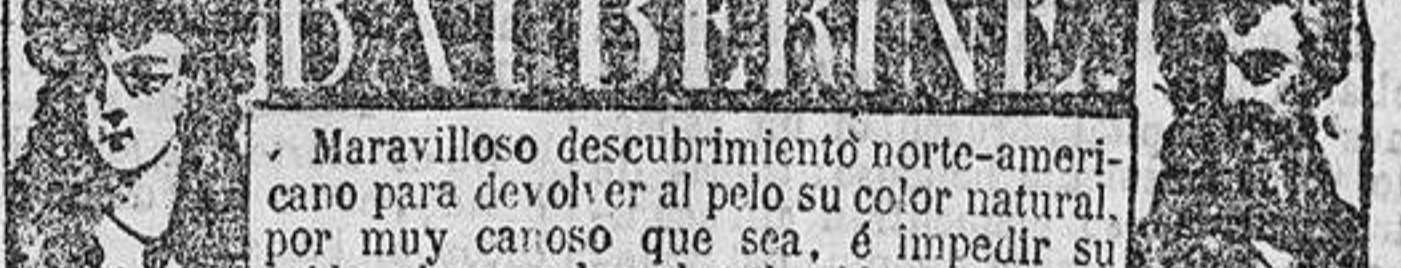 Maravilloso descubrimiento norte-ameri-
cano para devolver al pelo su color natural,
por muy canoso que sea, é impedir su